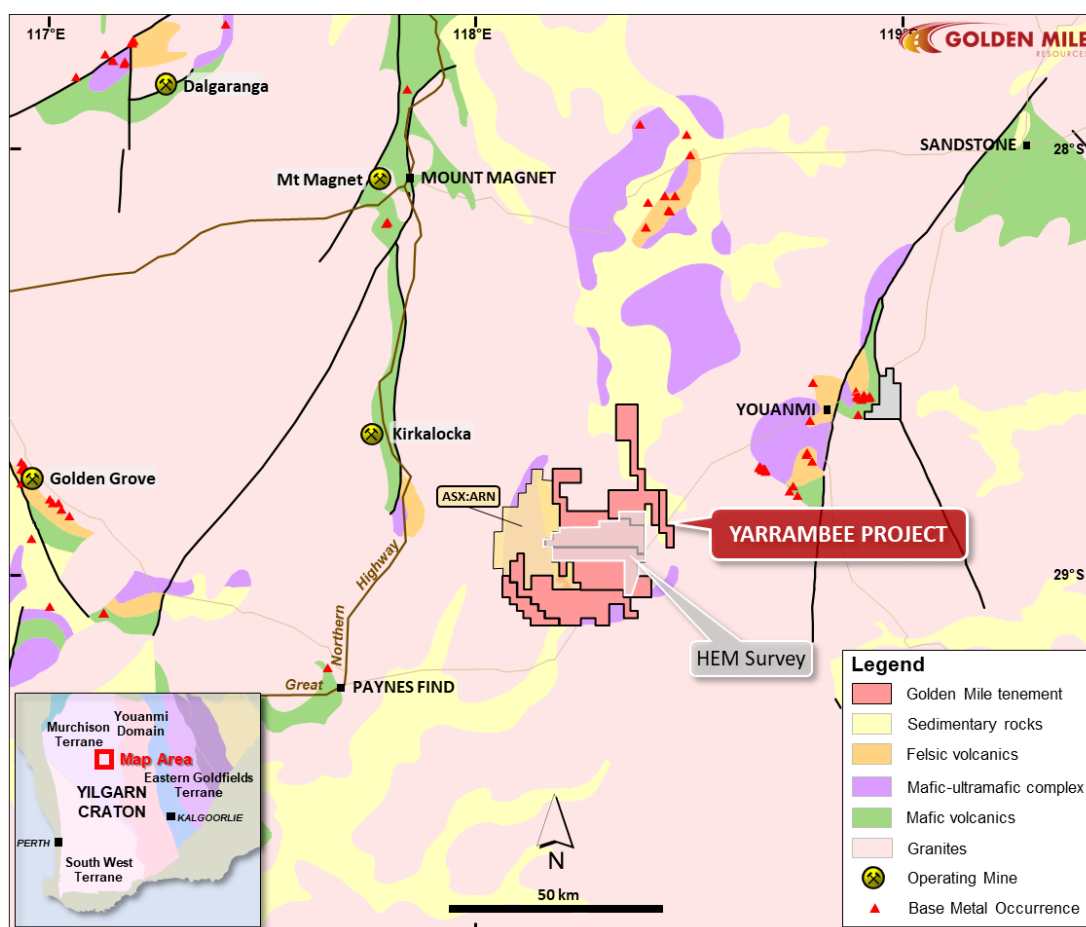 117°E
118°E
119°E
GOLDEN MILE
RESOURCES
Dalgaranga
SANDSTONE
28°S
Mt Magnet
MOUNT MAGNET
YOUANMI
Kirkalocka
Golden Grove
ASX:ARN
YARRAMBEE PROJECT
Highway
29°S
Northern
HEM Survey
Great
PAYNES FIND
Legend
Golden Mile tenement
Sedimentary rocks
Felsic volcanics
Mafic-ultramafic complex
Mafic volcanics
Granites
Operating Mine
Base Metal Occurrence
Murchison
Terrane
Youanmi
Domain
Map Area
Eastern Goldfields
Terrane
YILGARN
CRATON
KALGOORLIE
PERTH
South West
Terrane
N
50 km